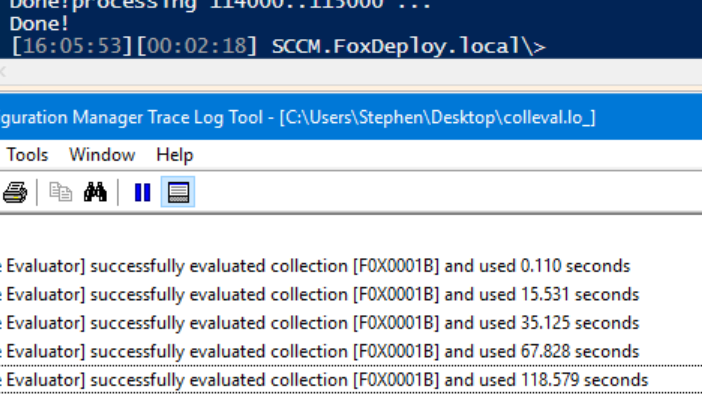 Done!processing 114000..115000 ...
Done!
[16:05:53][00:02:18] SCCM.FoxDeploy.local\>
guration Manager Trace Log Tool - [C:\Users\Stephen\Desktop\colleval.lo_]
Tools Window Help
Evaluator] successfully evaluated collection [F0X0001B] and used 0.110 seconds
Evaluator] successfully evaluated collection [F0X0001B] and used 15.531 seconds
Evaluator] successfully evaluated collection [F0X0001B] and used 35.125 seconds
Evaluator] successfully evaluated collection [F0X0001B] and used 67.828 seconds
Evaluator] successfully evaluated collection [F0X0001B] and used 118.579 seconds